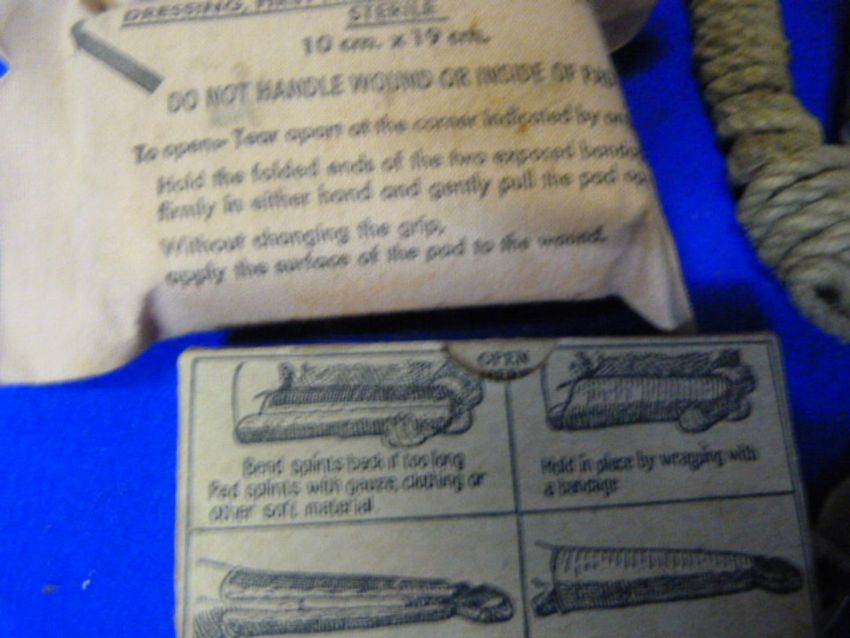 DRESSING, FIRST
STERILE
10 cm. x 19 cm.
DO NOT HANDLE WOUND OR INSIDE OF PAD
To open:- Tear apart at the corner indicated by
Hold the folded ends of the two exposed
firmly in either hand and gently pull the pad
Without changing the grip,
apply the surface of the pad to the wound.
OPEN
Bend splints back if too long
Pad splints with gauze, clothing or
other soft material
Hold in place by wrapping with
a bandage